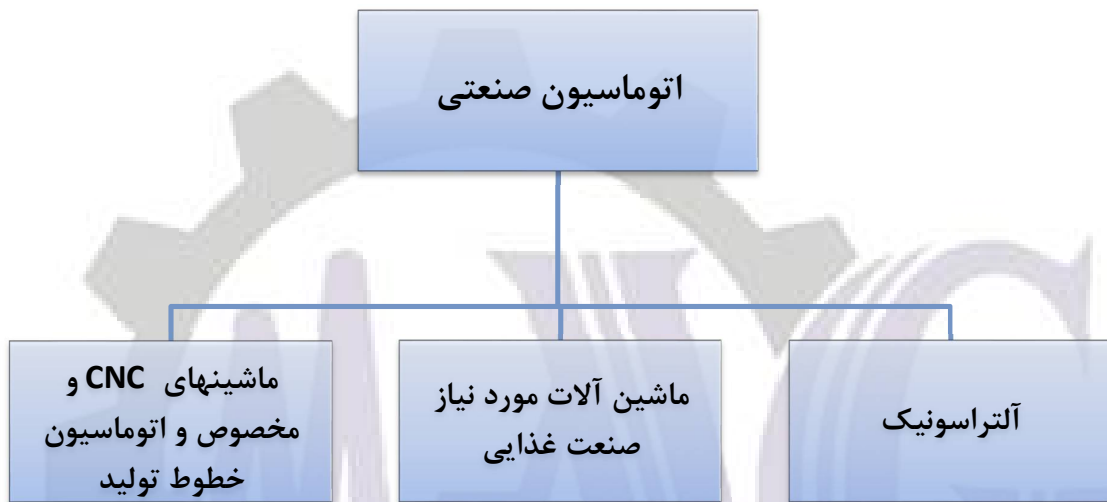 اتوماسیون صنعتی
آلتراسونیک
ماشین آلات مورد نیاز
صنعت غذایی
ماشینهای CNC و
مخصوص و اتوماسیون
خطوط تولید